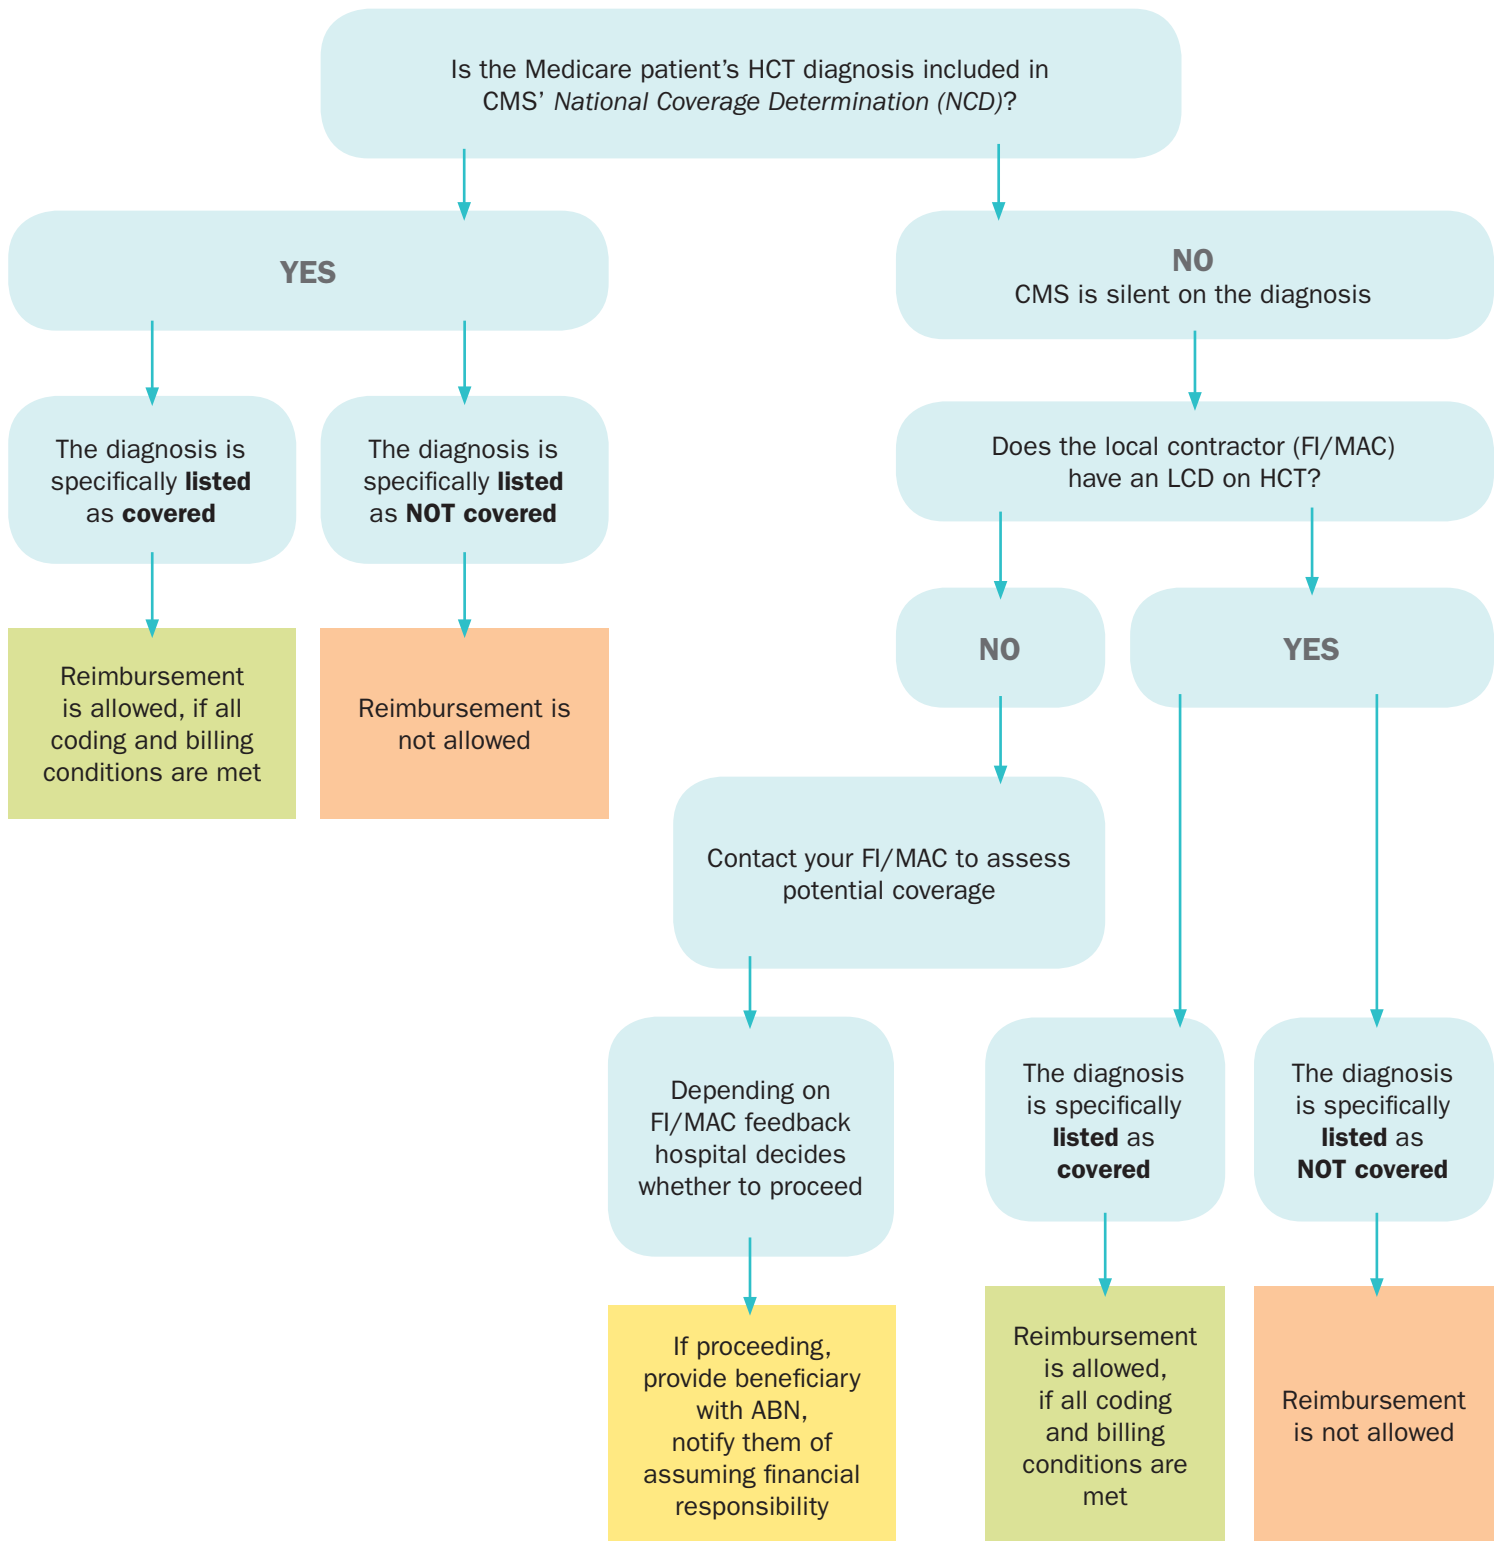 Is the Medicare patient’s HCT diagnosis included in
CMS’ National Coverage Determination (NCD)?
YES
NO
CMS is silent on the diagnosis
The diagnosis is
specifically listed
as covered
The diagnosis is
specifically listed
as NOT covered
Does the local contractor (FI/MAC)
have an LCD on HCT?
NO
YES
Reimbursement
is allowed, if all
coding and billing
conditions are met
Reimbursement is
not allowed
Contact your FI/MAC to assess
potential coverage
Depending on
FI/MAC feedback
hospital decides
whether to proceed
The diagnosis
is specifically
listed as
covered
The diagnosis
is specifically
listed as
NOT covered
If proceeding,
provide beneficiary
with ABN,
notify them of
assuming financial
responsibility
Reimbursement
is allowed,
if all coding
and billing
conditions are
met
Reimbursement
is not allowed